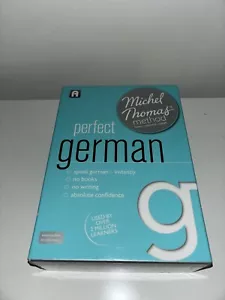 Michel
Thomas
method
perfect
german
speak german - instantly
no books
no writing
absolute confidence
USED BY
OVER
3 MILLION
LEARNERS
g